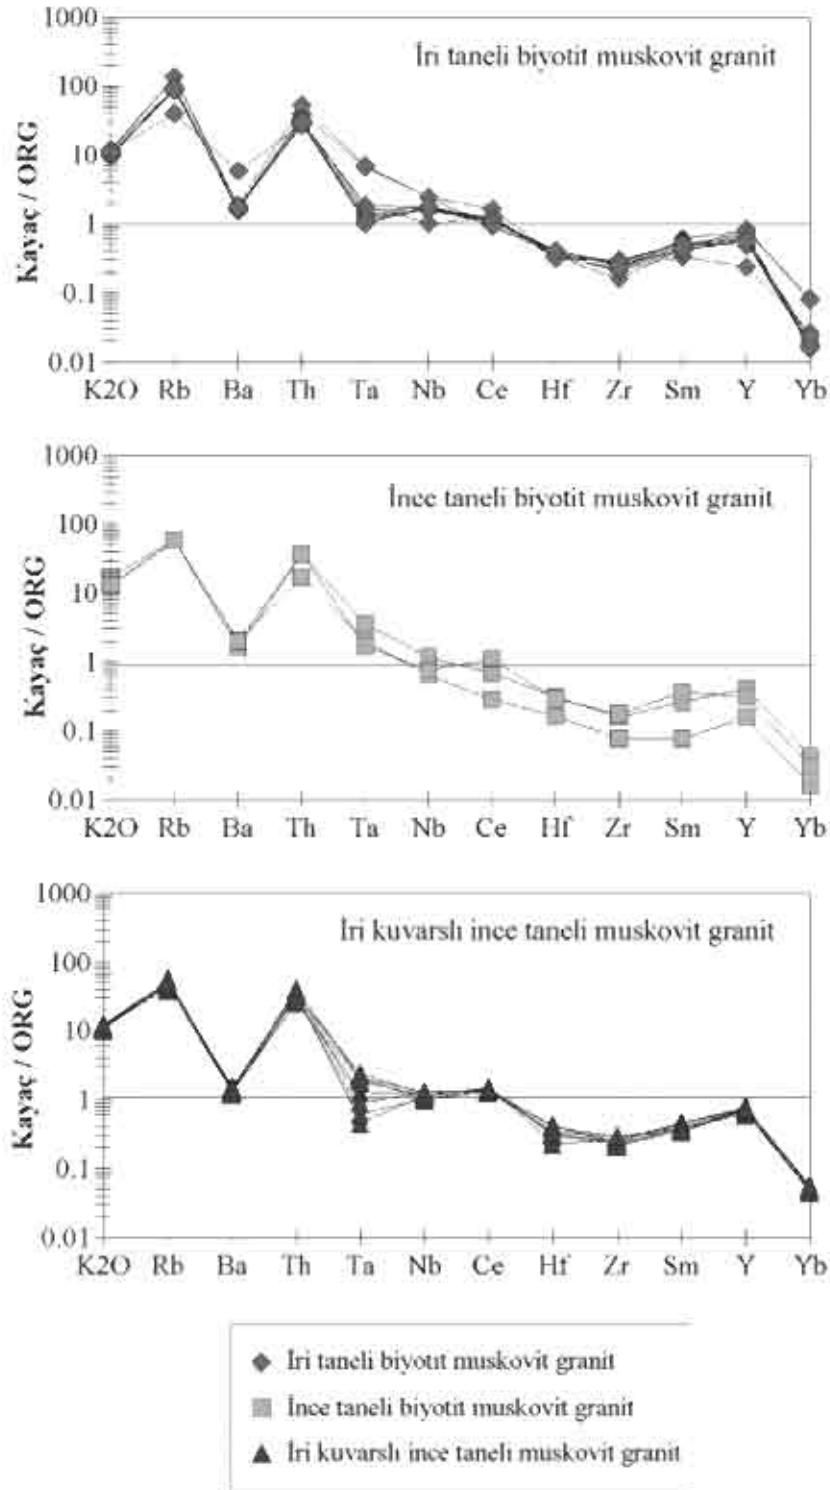 1000
İri taneli biyotit muskovit granit
100
10
1
0.1
0.01
Kayaç / ORG
K2O Rb Ba Th Ta Nb Ce Hf Zr Sm Y Yb
1000
İnce taneli biyotit muskovit granit
100
10
1
0.1
0.01
Kayaç / ORG
K2O Rb Ba Th Ta Nb Ce Hf Zr Sm Y Yb
1000
İri kuvarslı ince taneli muskovit granit
100
10
1
0.1
0.01
Kayaç / ORG
K2O Rb Ba Th Ta Nb Ce Hf Zr Sm Y Yb
İri taneli biyotit muskovit granit
İnce taneli biyotit muskovit granit
İri kuvarslı ince taneli muskovit granit